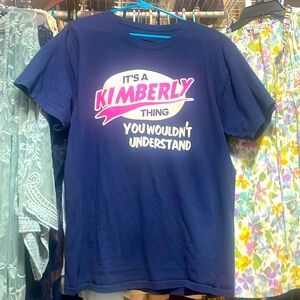 IT'S A
KIMBERLY
THING
YOU WOULDN'T
UNDERSTAND